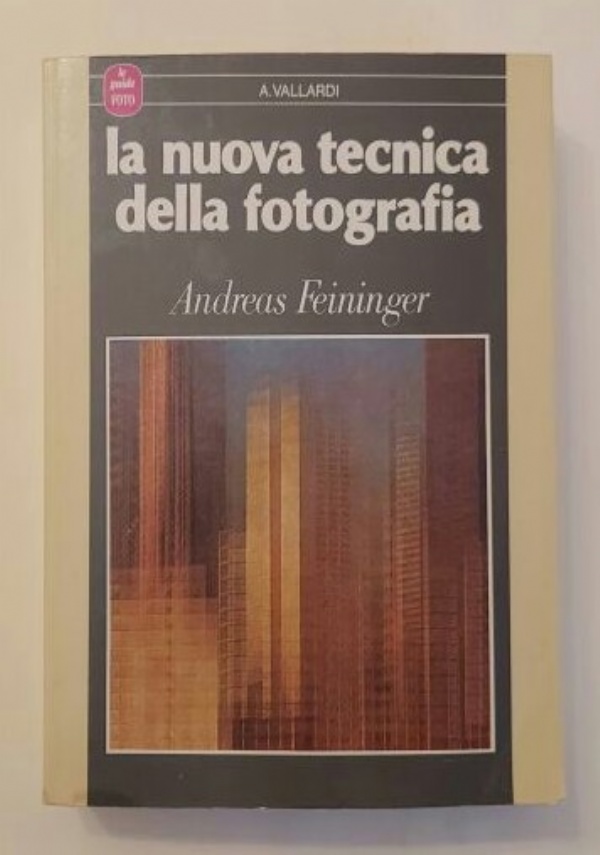 le
guide
FOTO
A. VALLARDI
la nuova tecnica
della fotografia
Andreas Feininger